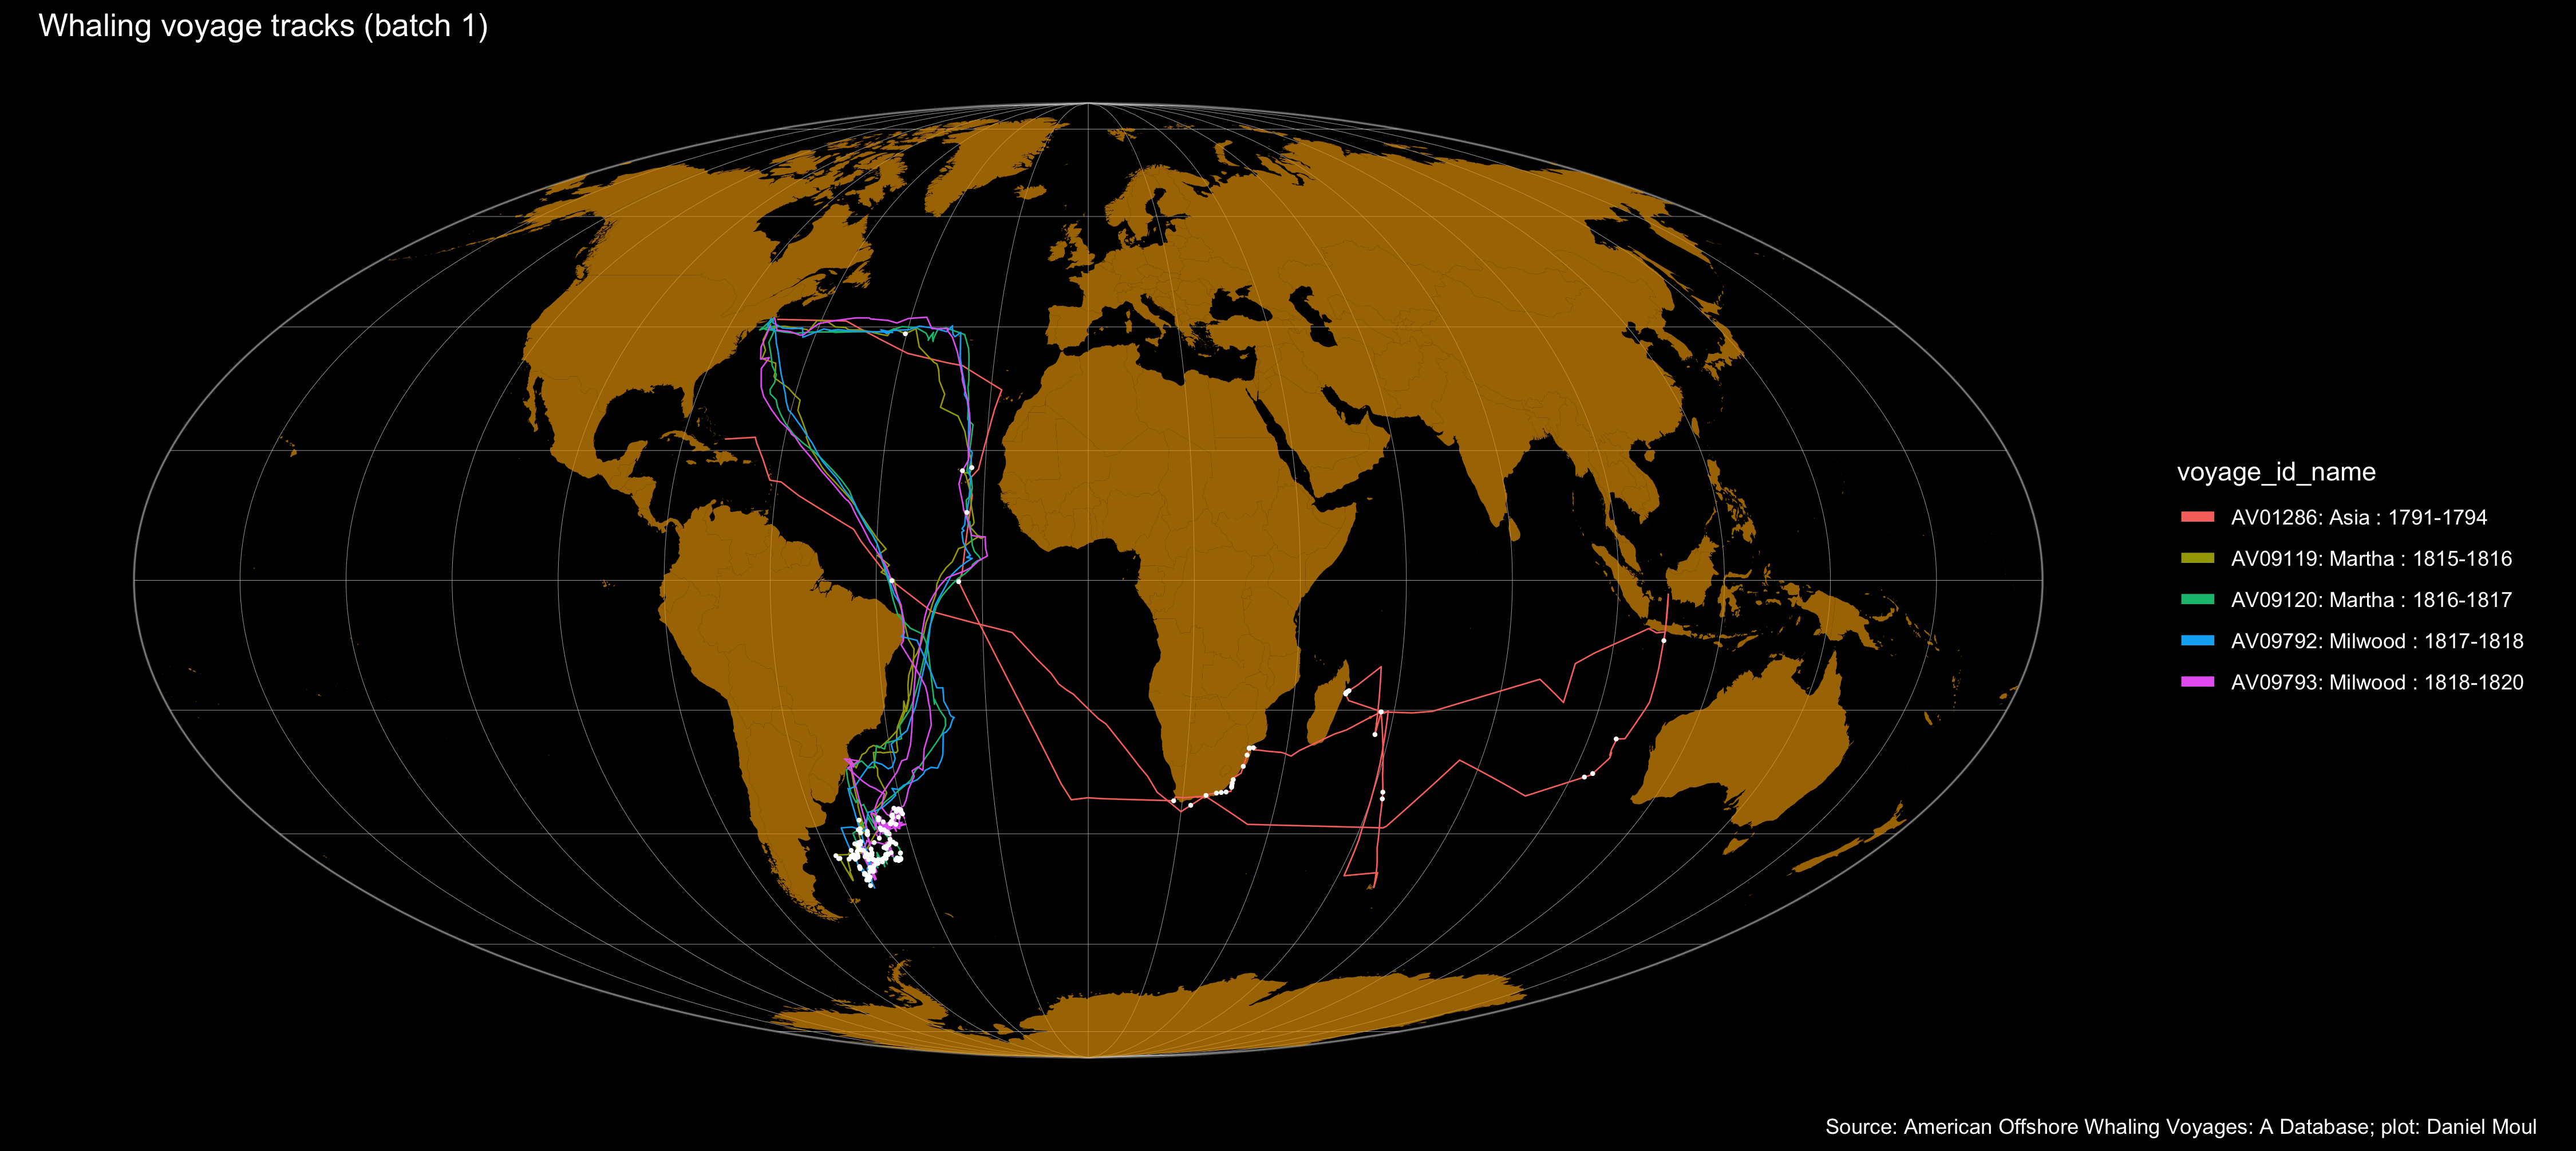 Whaling voyage tracks (batch 1)
voyage_id_name
AV01286: Asia : 1791-1794
AV09119: Martha : 1815-1816
AV09120: Martha : 1816-1817
AV09792: Milwood : 1817-1818
AV09793: Milwood : 1818-1820
Source: American Offshore Whaling Voyages: A Database; plot: Daniel Moul